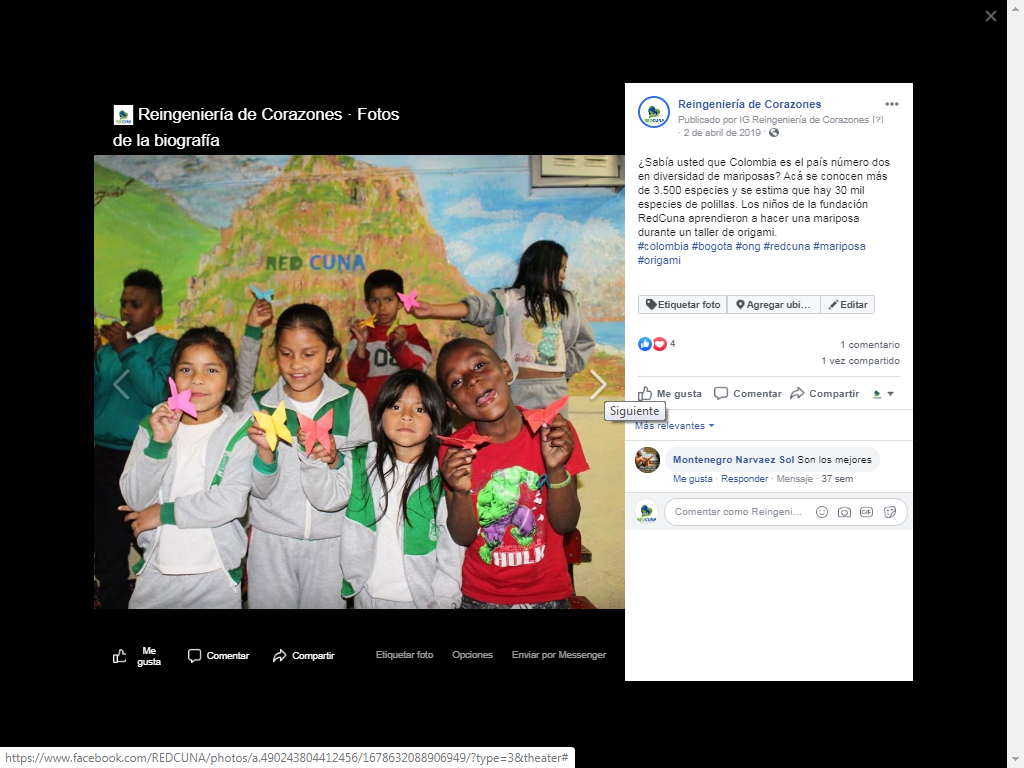 Reingeniería de Corazones · Fotos
de la biografía
RED CUNA
HULK
Me
gusta
Comentar
Compartir
Etiquetar foto
Opciones
Enviar por Messenger
Reingeniería de Corazones
Publicado por IG Reingeniería de Corazones [?]
· 2 de abril de 2019 ·
¿Sabía usted que Colombia es el país número dos
en diversidad de mariposas? Acá se conocen más
de 3.500 especies y se estima que hay 30 mil
especies de polillas. Los niños de la fundación
RedCuna aprendieron a hacer una mariposa
durante un taller de origami.
#colombia #bogota #ong #redcuna #mariposa
#origami
Etiquetar foto
Agregar ubi...
Editar
4
1 comentario
1 vez compartido
Me gusta
Comentar
Compartir
Siguiente
Más relevantes
Montenegro Narvaez Sol Son los mejores
Me gusta · Responder · Mensaje · 37 sem
REDCUNA
Comentar como Reingeni...
GIF
https://www.facebook.com/REDCUNA/photos/a.490243804412456/1678632088906949/?type=3&theater#